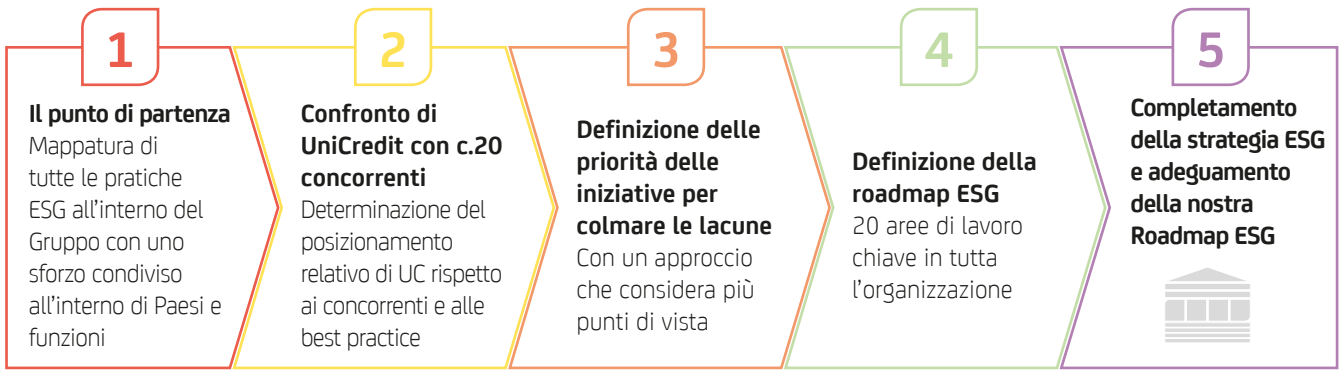 1
Il punto di partenza
Mappatura di
tutte le pratiche
ESG all'interno del
Gruppo con uno
sforzo condiviso
all'interno di Paesi e
funzioni
2
Confronto di
UniCredit con c.20
concorrenti
Determinazione del
posizionamento
relativo di UC rispetto
ai concorrenti e alle
best practice
3
Definizione delle
priorità delle
iniziative per
colmare le lacune
Con un approccio
che considera più
punti di vista
4
Definizione della
roadmap ESG
20 aree di lavoro
chiave in tutta
l'organizzazione
5
Completamento
della strategia ESG
e adeguamento
della nostra
Roadmap ESG